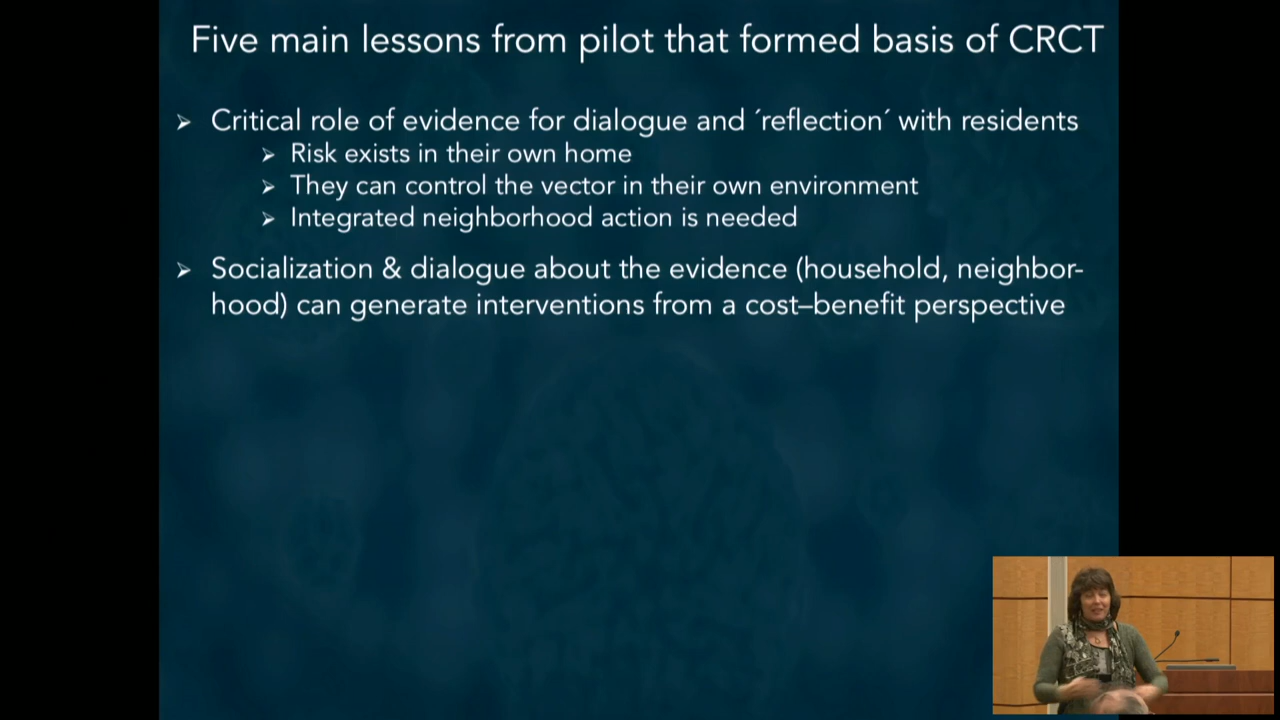 Five main lessons from pilot that formed basis of CRCT
➢ Critical role of evidence for dialogue and ´reflection´ with residents
➢ Risk exists in their own home
➢ They can control the vector in their own environment
➢ Integrated neighborhood action is needed
➢ Socialization & dialogue about the evidence (household, neighbor-
hood) can generate interventions from a cost–benefit perspective